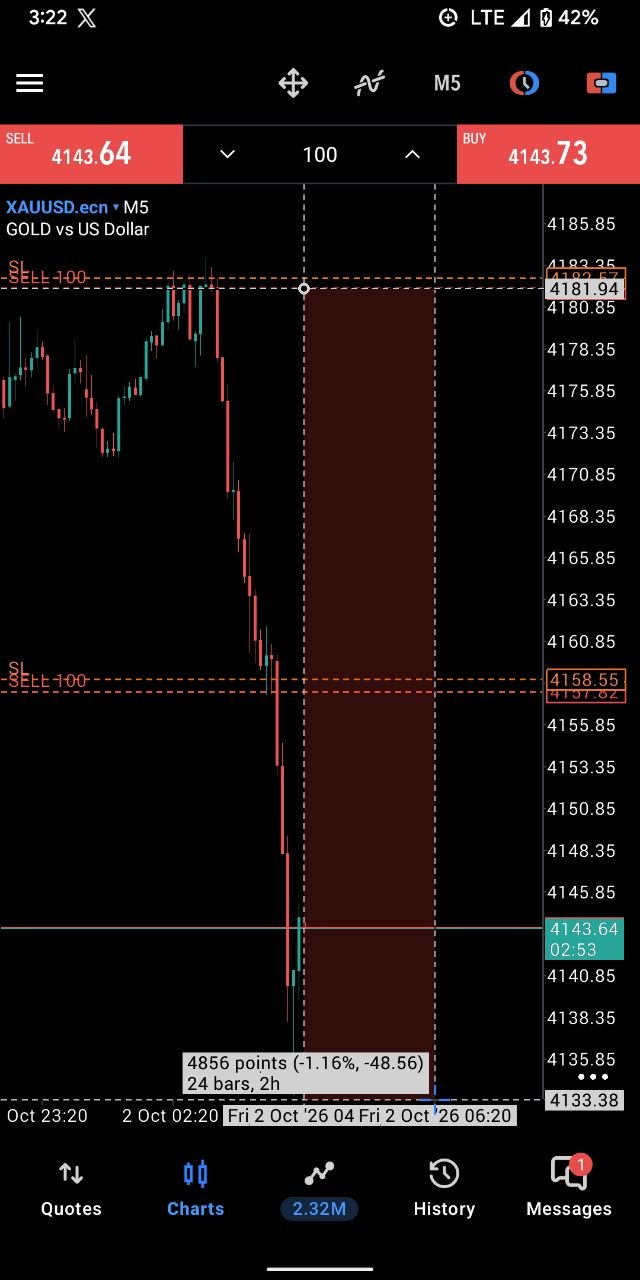 3:22
LTE 42%
M5
SELL
4143.64
100
BUY
4143.73
XAUUSD.ecn M5
GOLD vs US Dollar
4185.85
4183.35
SL
SELL 100
4182.57
4181.94
4180.85
4178.35
4175.85
4173.35
4170.85
4168.35
4165.85
4163.35
4160.85
SL
SELL 100
4158.55
4157.82
4155.85
4153.35
4150.85
4148.35
4145.85
4143.64
02:53
4140.85
4138.35
4135.85
4856 points (-1.16%, -48.56)
24 bars, 2h
4133.38
Oct 23:20
2 Oct 02:20
Fri 2 Oct '26 04
Fri 2 Oct '26 06:20
1
Quotes
Charts
2.32M
History
Messages